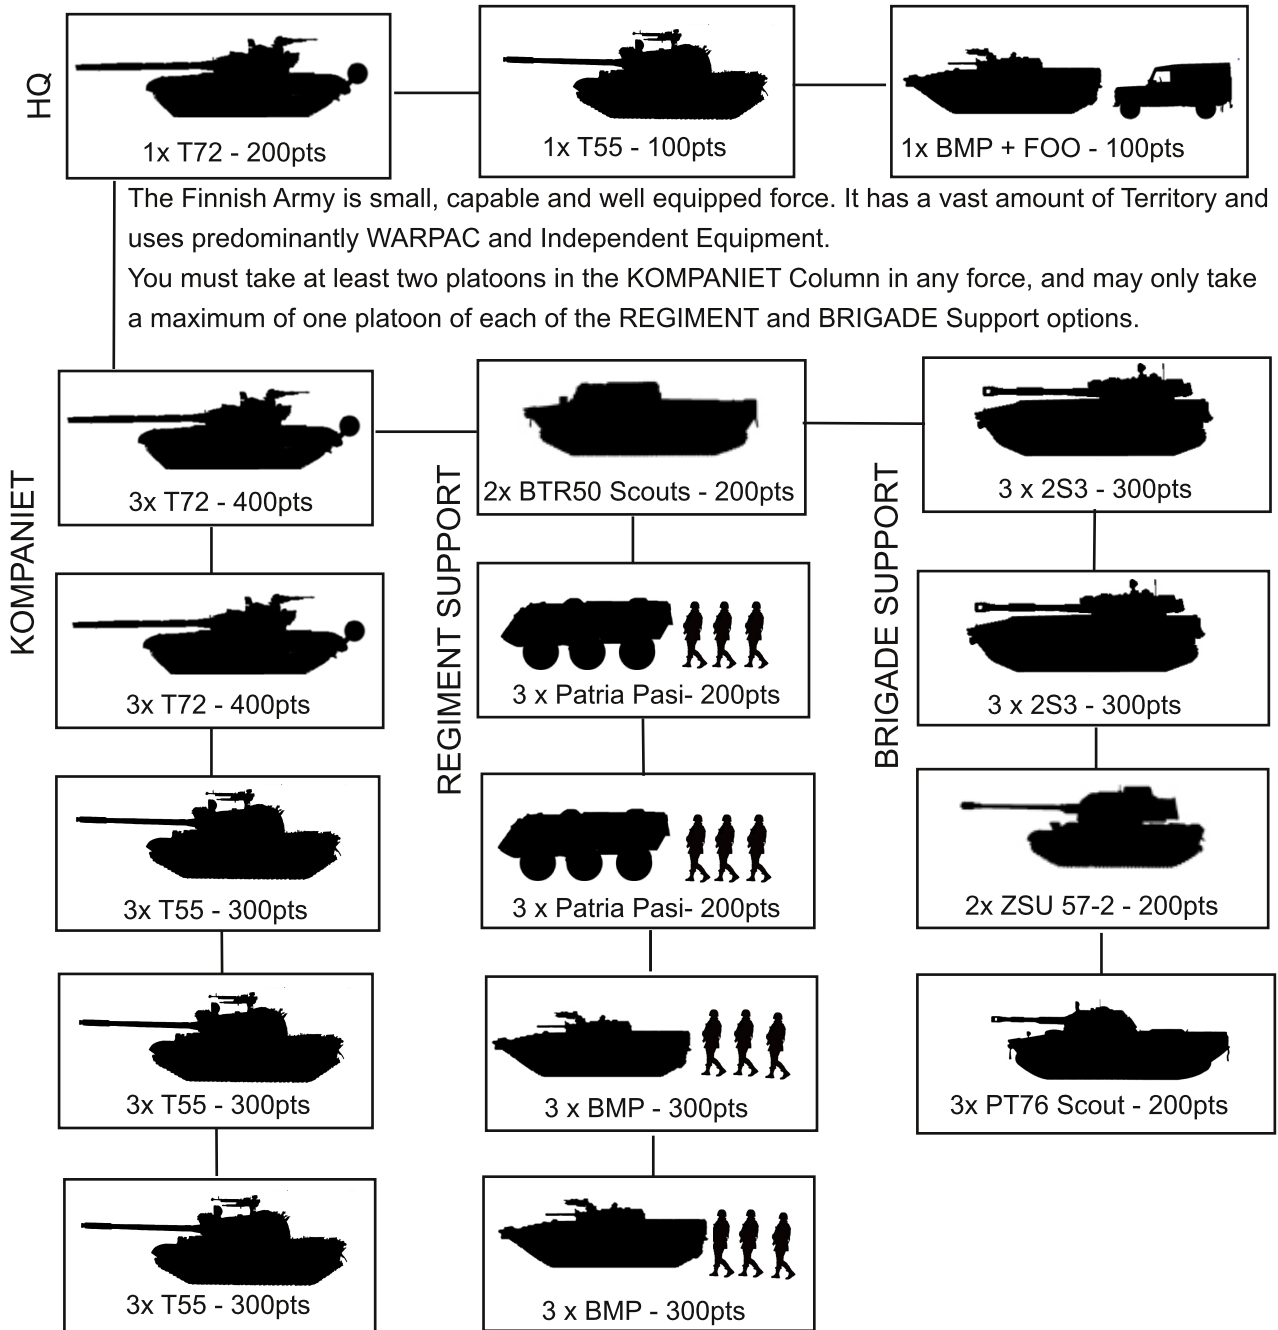 HQ
1x T72 - 200pts
1x T55 - 100pts
1x BMP + FOO - 100pts
The Finnish Army is small, capable and well equipped force. It has a vast amount of Territory and
uses predominantly WARPAC and Independent Equipment.
You must take at least two platoons in the KOMPANIET Column in any force, and may only take
a maximum of one platoon of each of the REGIMENT and BRIGADE Support options.
KOMPANIET
3x T72 - 400pts
3x T72 - 400pts
3x T55 - 300pts
3x T55 - 300pts
3x T55 - 300pts
REGIMENT SUPPORT
2x BTR50 Scouts - 200pts
3 x Patria Pasi- 200pts
3 x Patria Pasi- 200pts
3 x BMP - 300pts
3 x BMP - 300pts
BRIGADE SUPPORT
3 x 2S3 - 300pts
3 x 2S3 - 300pts
2x ZSU 57-2 - 200pts
3x PT76 Scout - 200pts